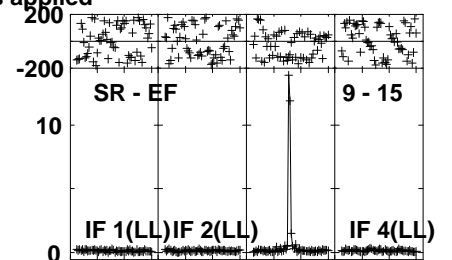 s applied
200
-200
SR - EF 9 - 15
10
IF 1(LL) IF 2(LL) IF 4(LL)
0